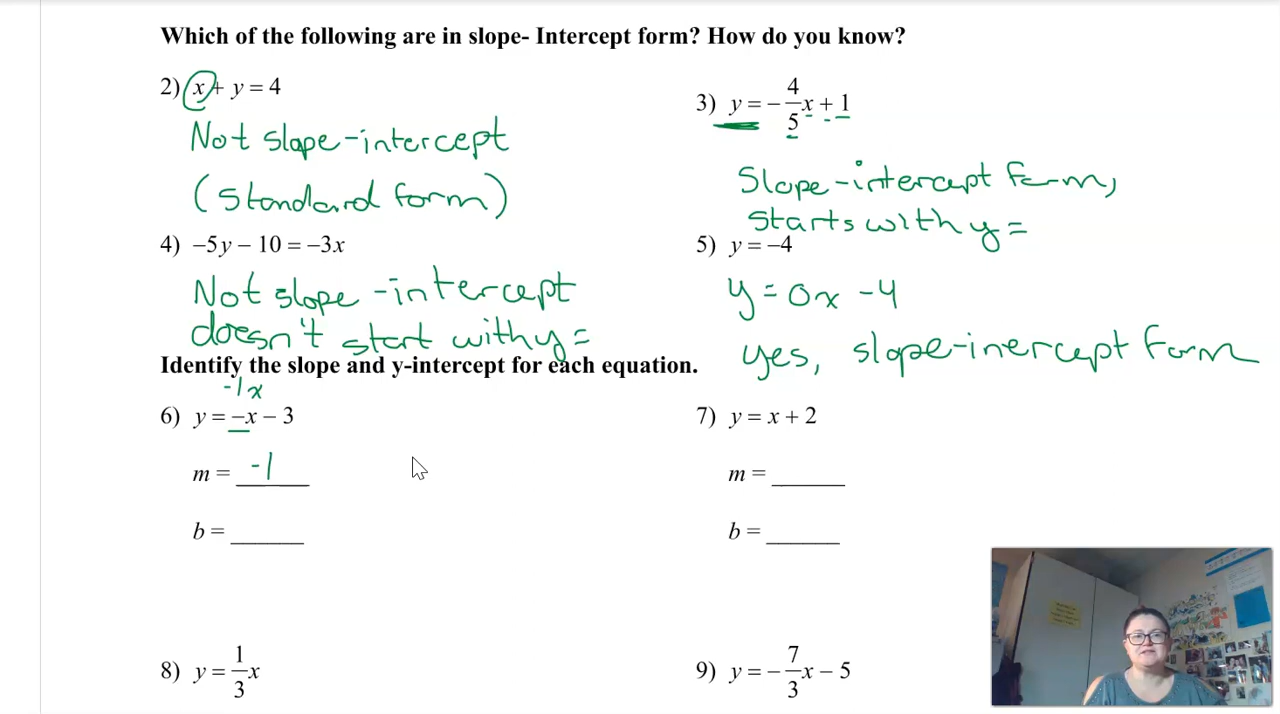 Which of the following are in slope- Intercept form? How do you know?
2) x + y = 4
Not slope-intercept
(standard form)
3) y = -4/5x + 1
Slope-intercept form,
starts with y =
4) −5y − 10 = −3x
Not slope-intercept
doesn't start with y =
5) y = −4
y = 0x -4
yes, slope-inercept form
Identify the slope and y-intercept for each equation.
-1x
6) y = −x − 3
m = -1
b = ______
7) y = x + 2
m = ______
b = ______
8) y = 1/3x
9) y = −7/3x − 5